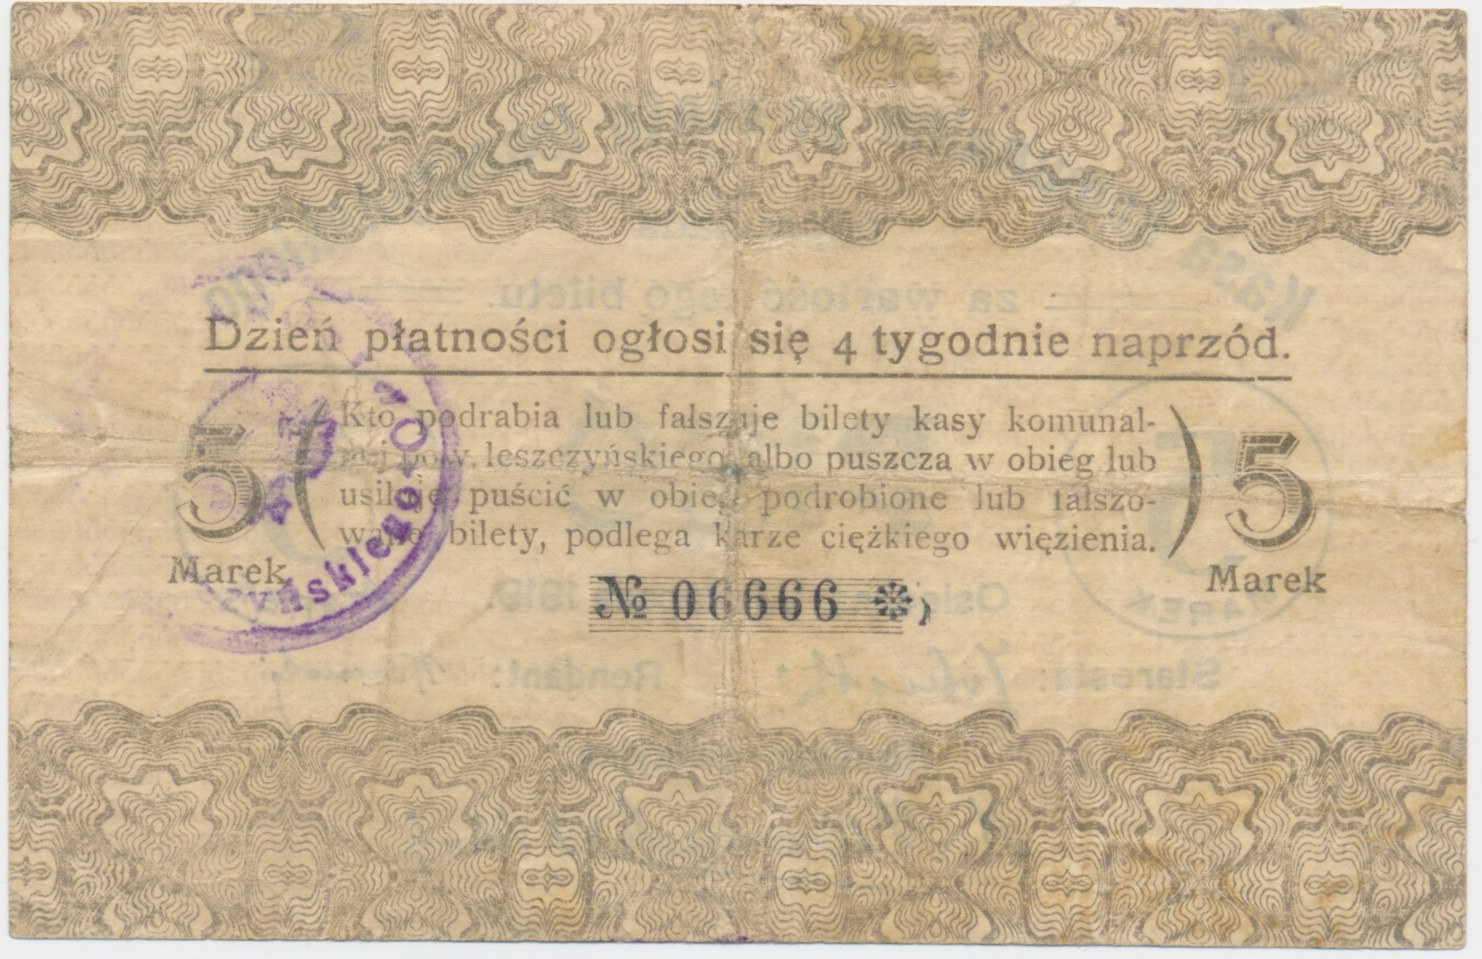 Dzień płatności ogłosi się 4 tygodnie naprzód.
5 ( Kto podrabia lub fałszuje bilety kasy komunal-
nej pow. leszczyńskiego albo puszcza w obieg lub
usiłuje puścić w obieg podrobione lub fałszo-
wane bilety, podlega karze ciężkiego więzienia. ) 5
Marek
Marek
№ 06666 ❋,